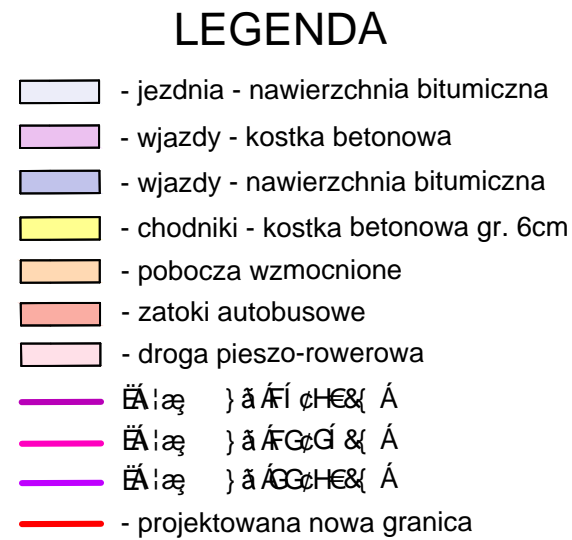 LEGENDA
- jezdnia - nawierzchnia bitumiczna
- wjazdy - kostka betonowa
- wjazdy - nawierzchnia bitumiczna
- chodniki - kostka betonowa gr. 6cm
- pobocza wzmocnione
- zatoki autobusowe
- droga pieszo-rowerowa
- projektowana nowa granica